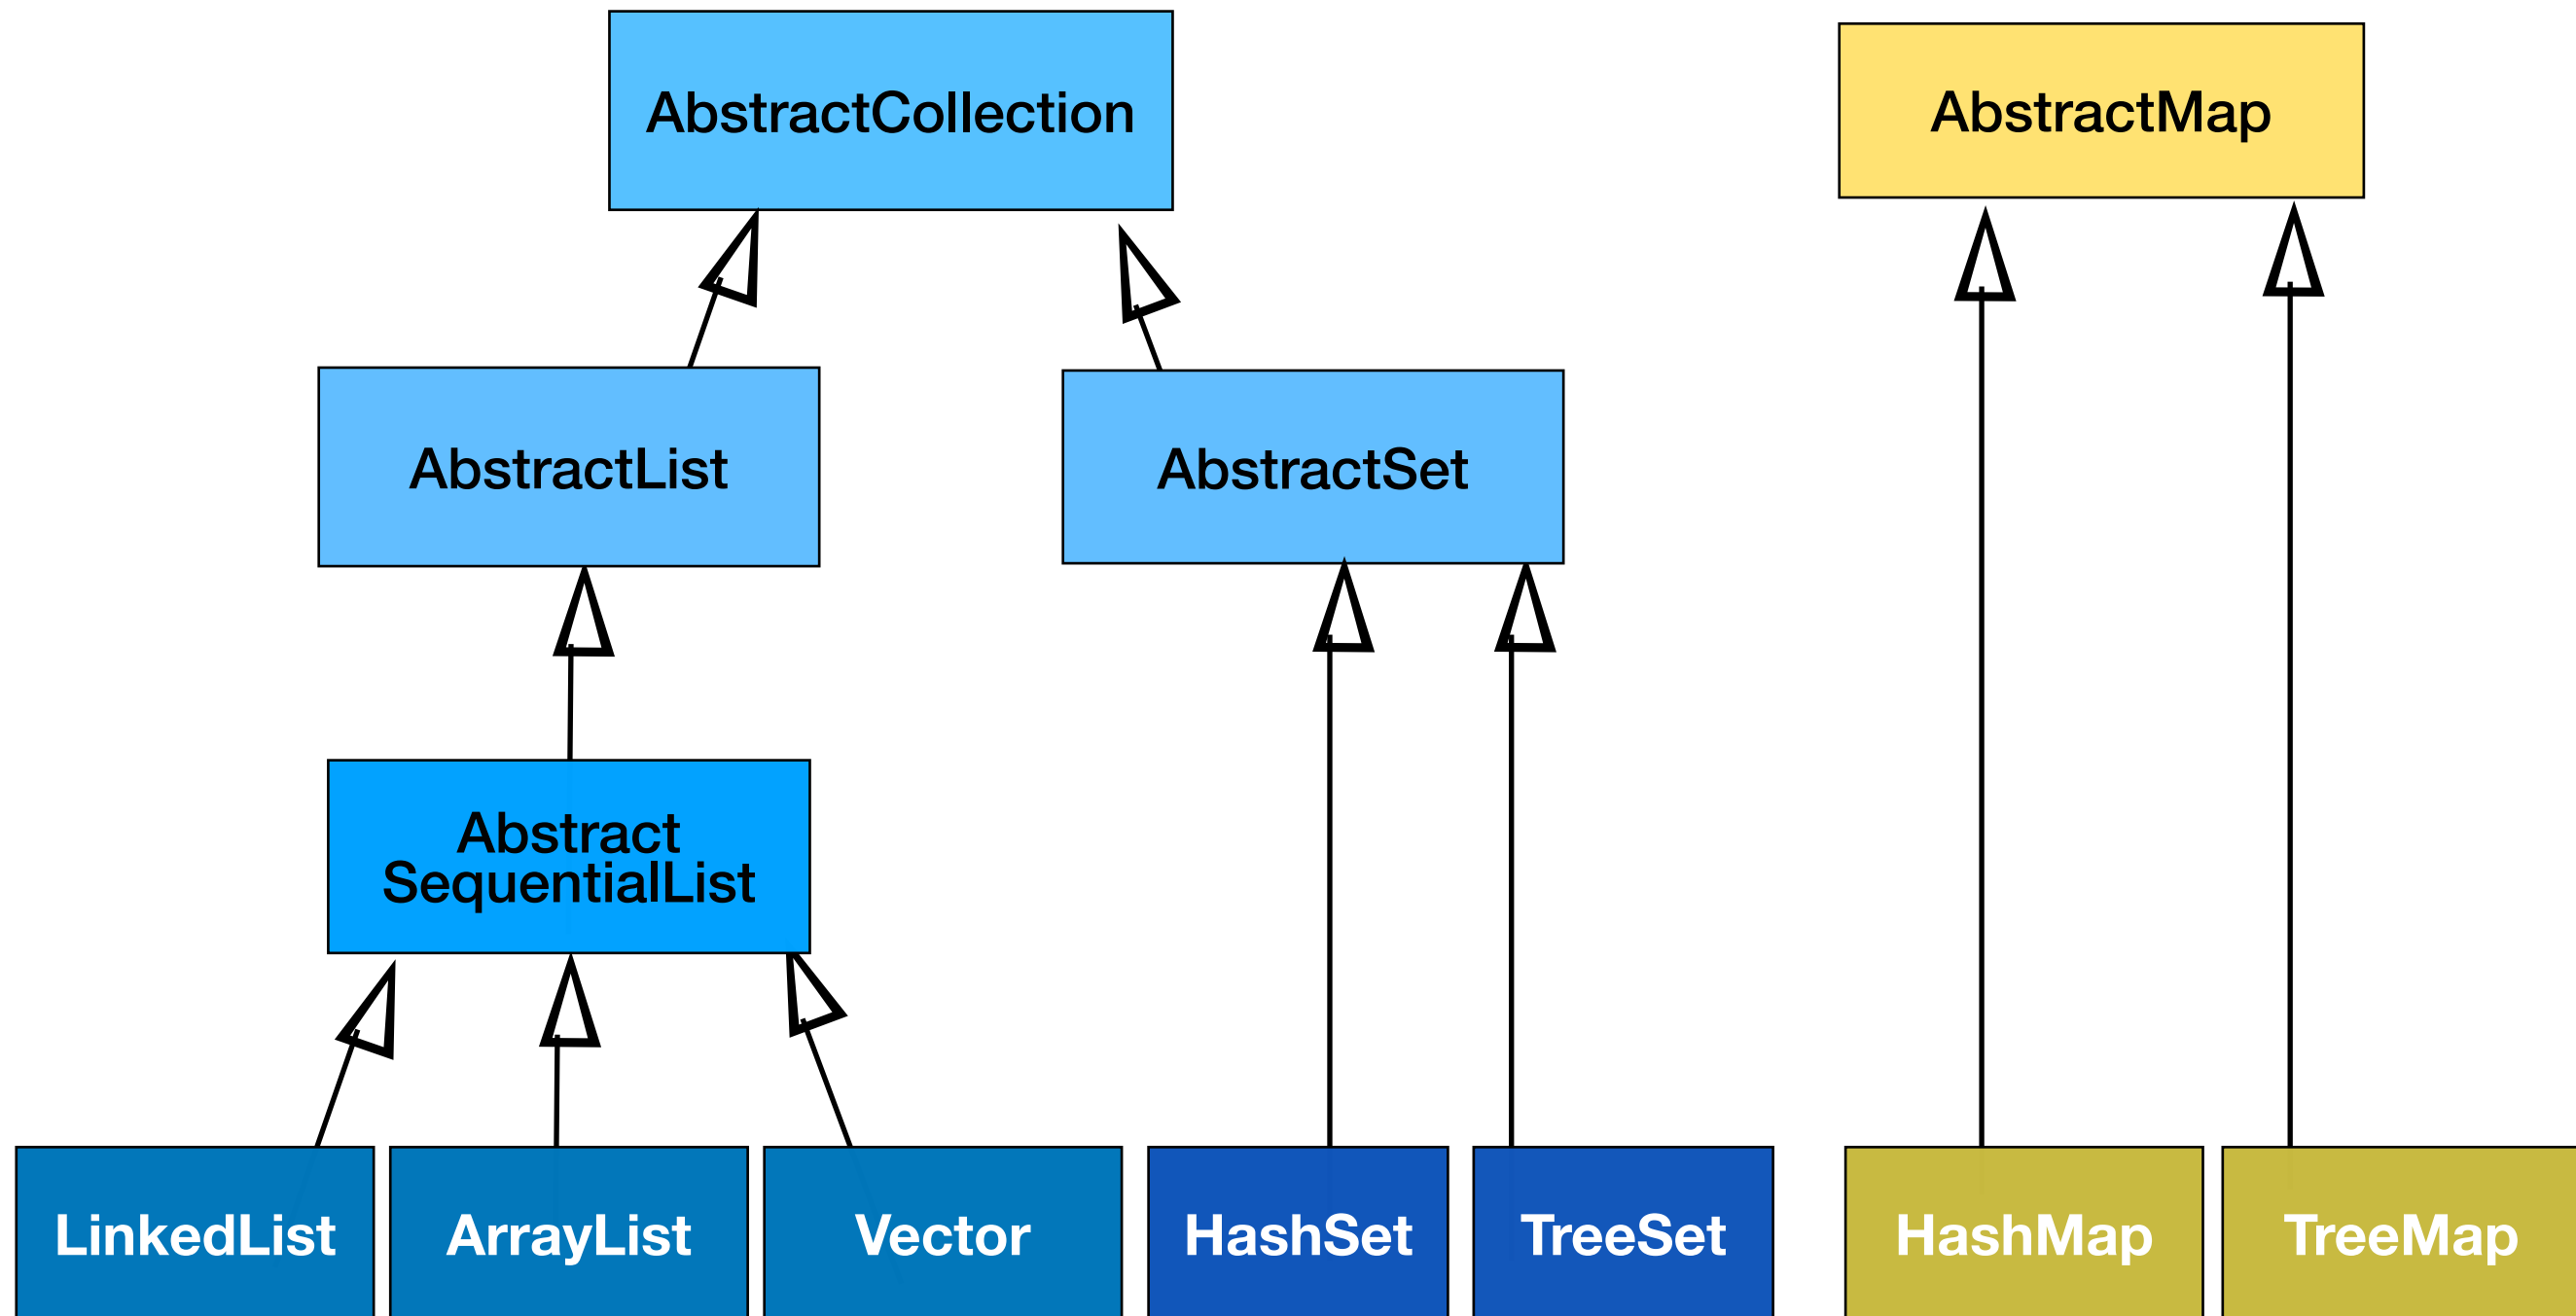 AbstractCollection
AbstractMap
AbstractList
AbstractSet
Abstract
SequentialList
LinkedList
ArrayList
Vector
HashSet
TreeSet
HashMap
TreeMap